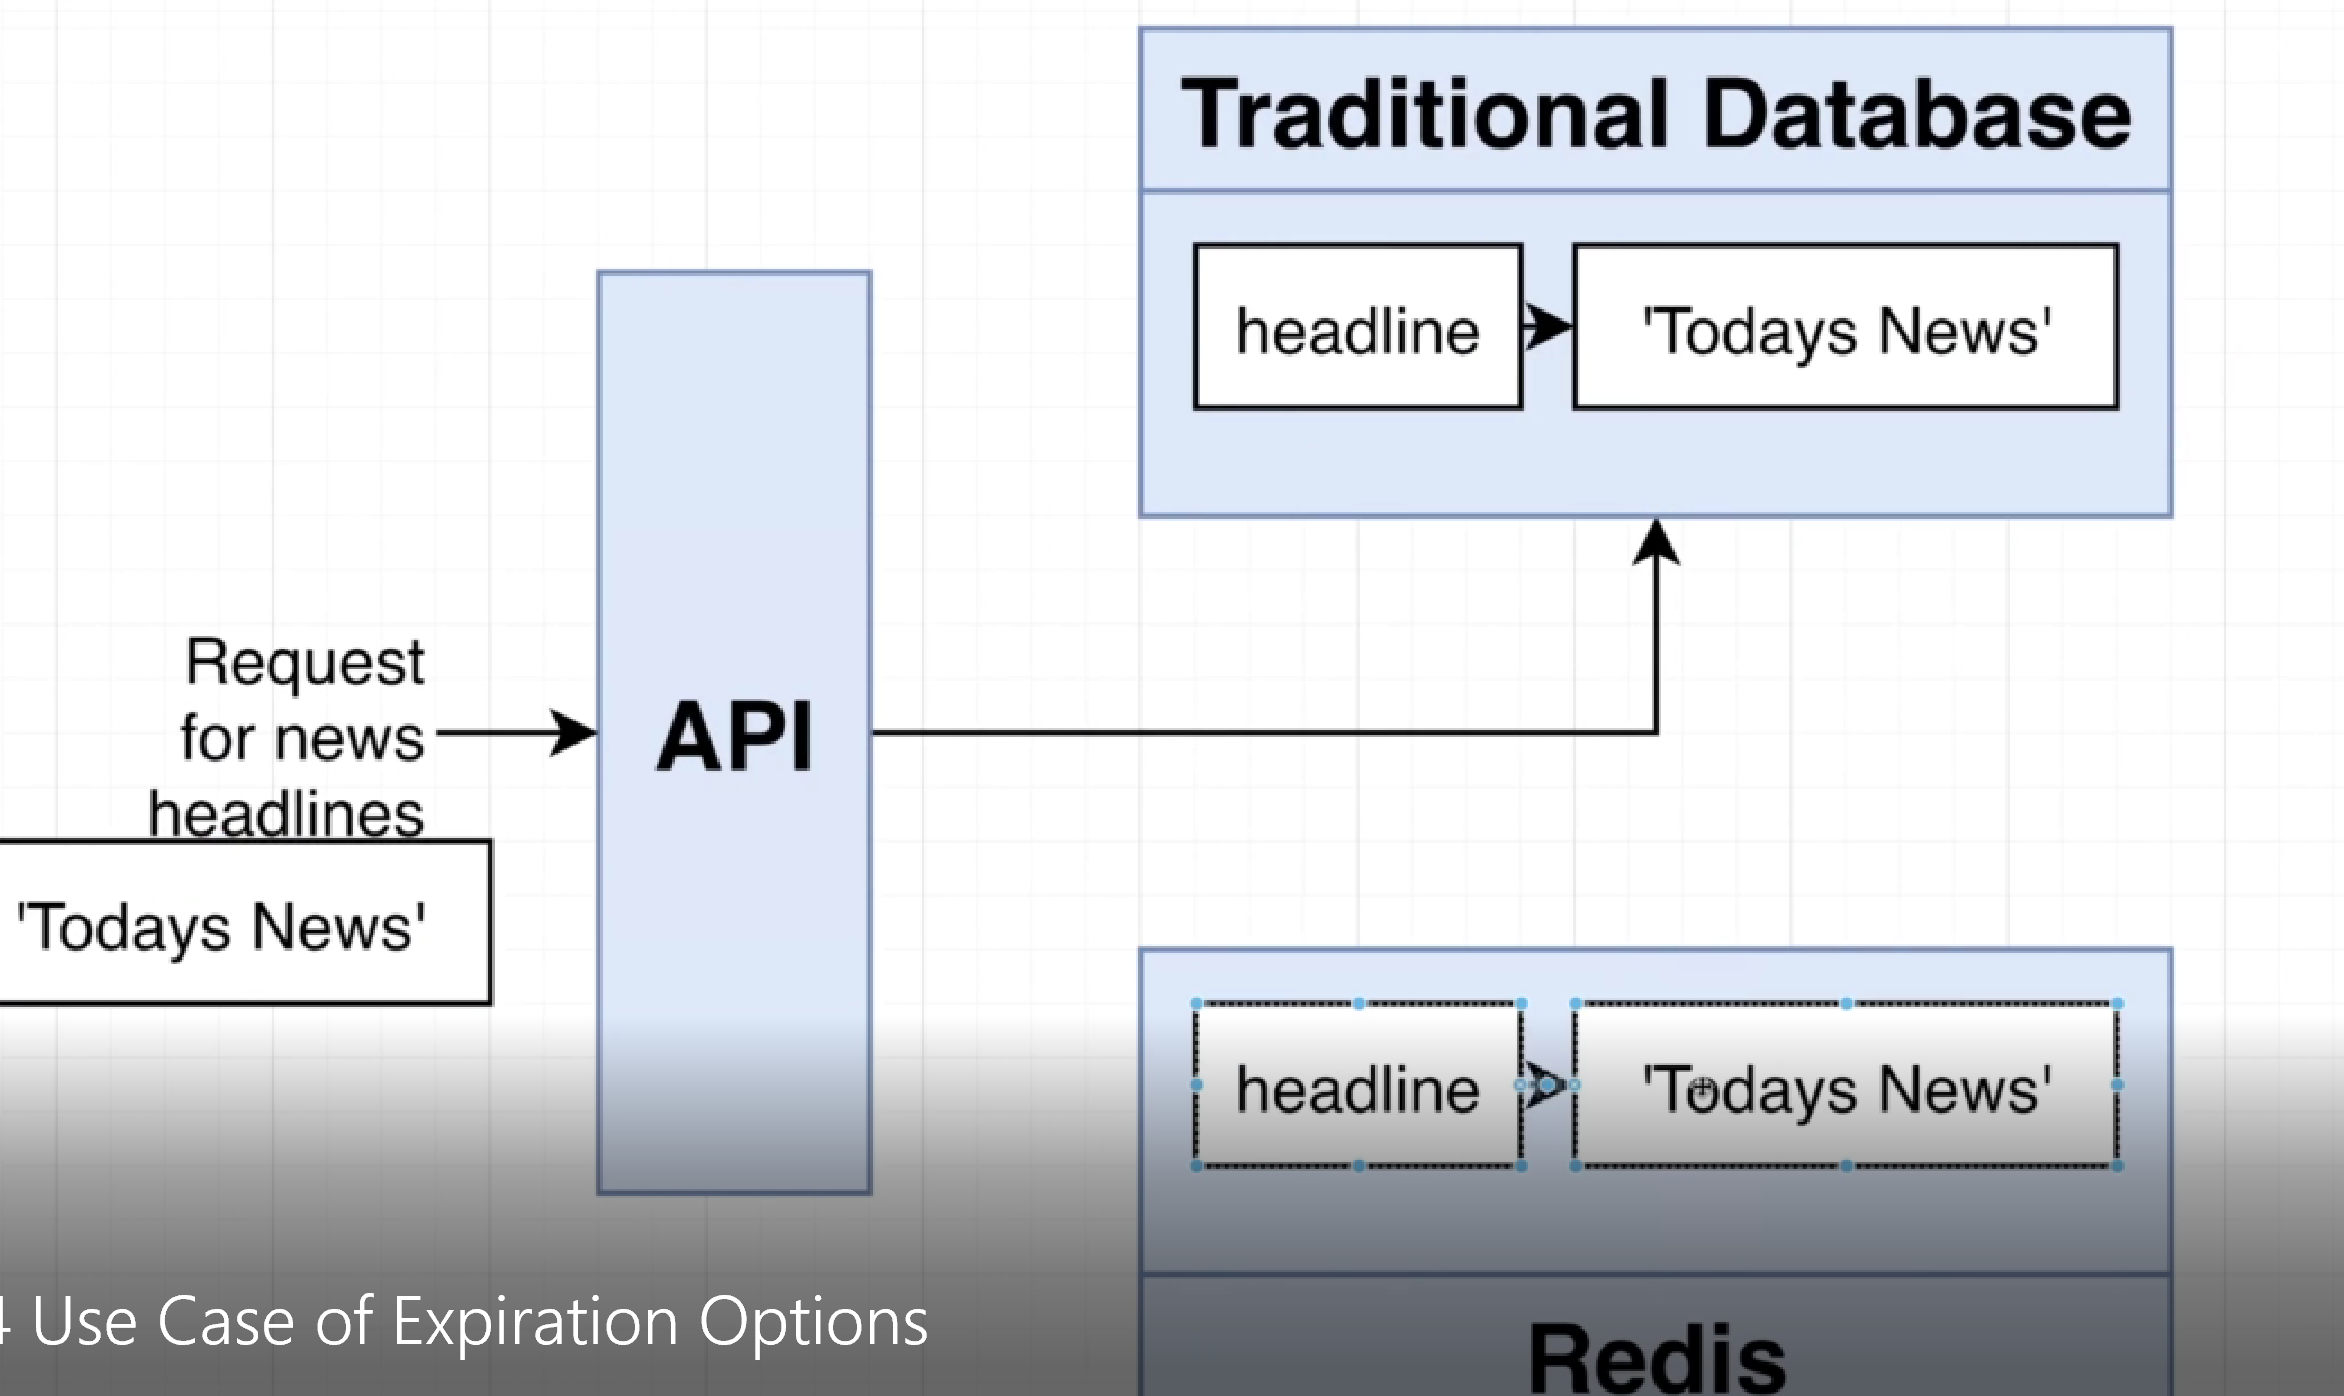 Traditional Database
headline
'Todays News'
Request
for news
headlines
API
'Todays News'
headline
'Todays News'
4 Use Case of Expiration Options
Redis